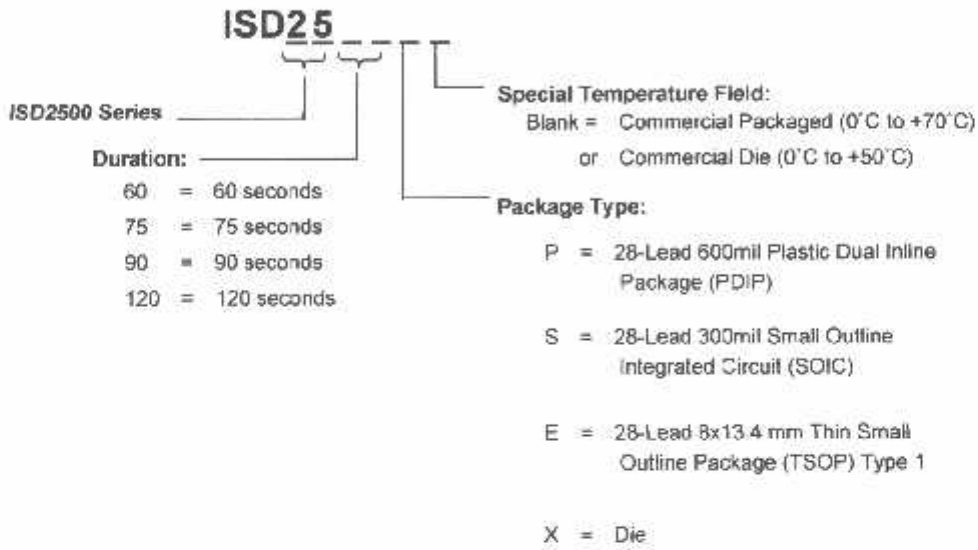 ISD25_ _ _ _
ISD2500 Series
Duration:
60 = 60 seconds
75 = 75 seconds
90 = 90 seconds
120 = 120 seconds
Special Temperature Field:
Blank = Commercial Packaged (0˚C to +70˚C)
or Commercial Die (0˚C to +50˚C)
Package Type:
P = 28-Lead 600mil Plastic Dual Inline
Package (PDIP)
S = 28-Lead 300mil Small Outline
Integrated Circuit (SOIC)
E = 28-Lead 8x13.4 mm Thin Small
Outline Package (TSOP) Type 1
X = Die